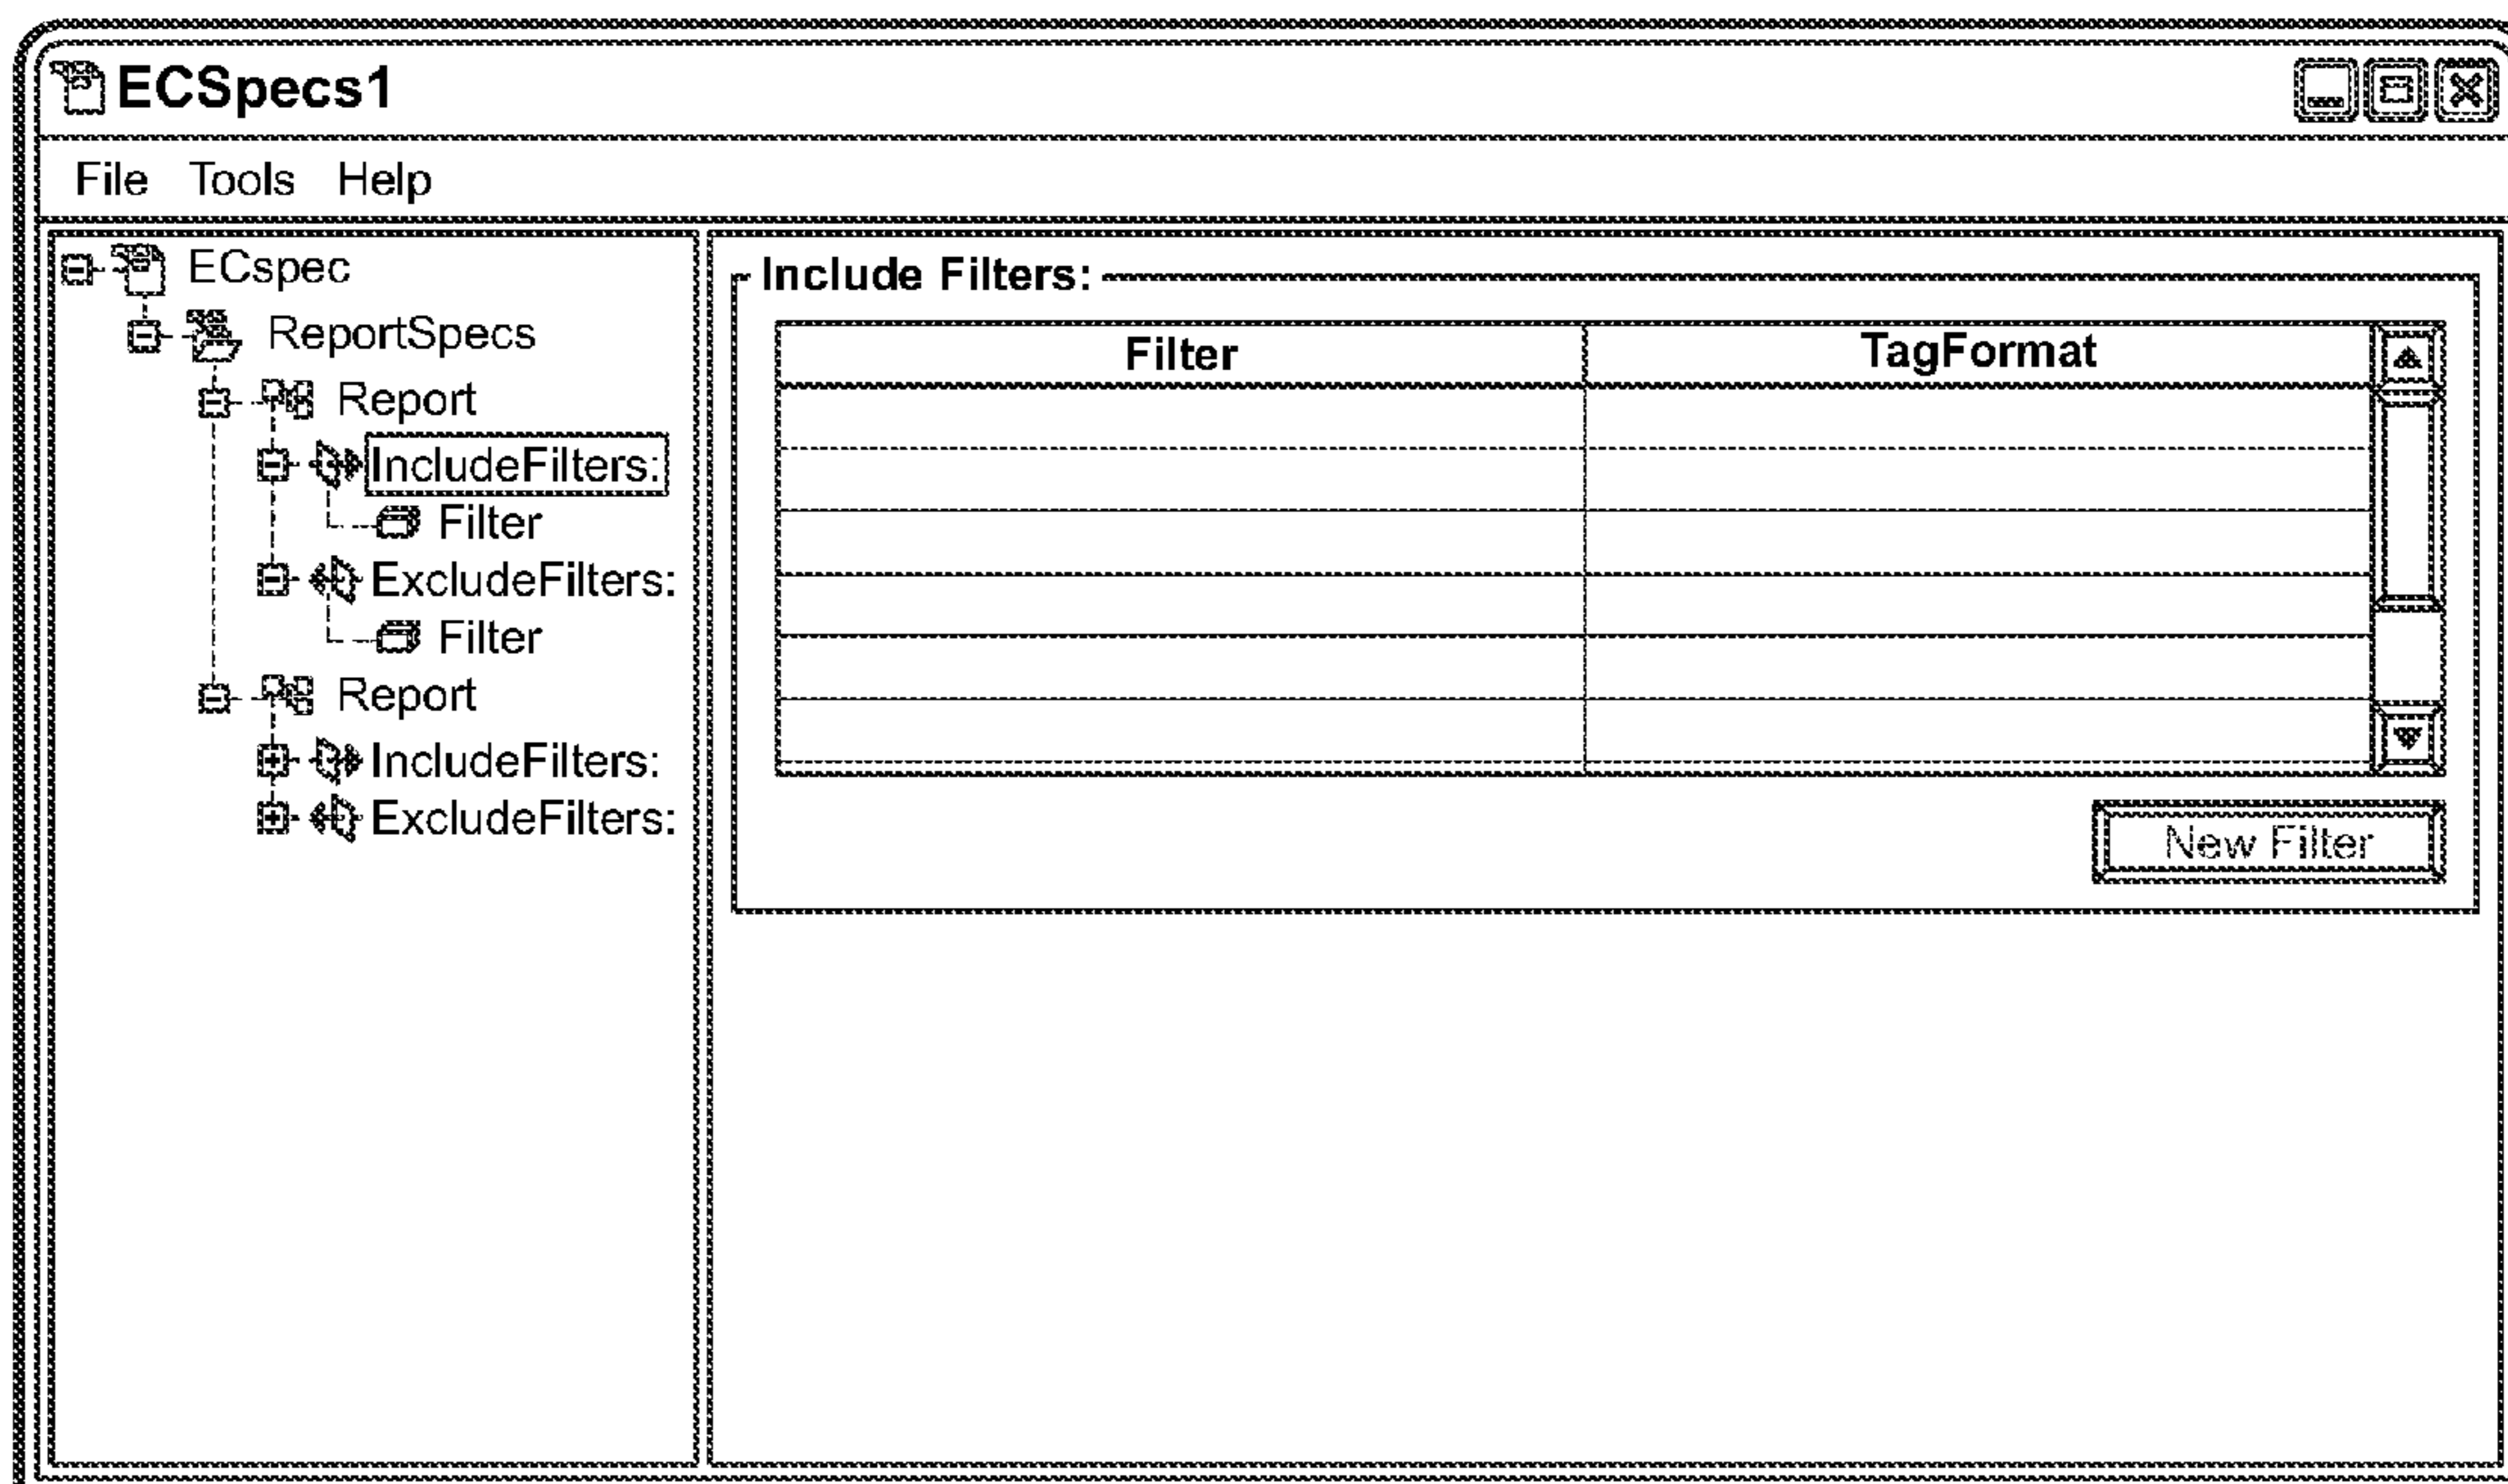 ECSpecs1
File Tools Help
ECspec
ReportSpecs
Report
IncludeFilters:
Filter
ExcludeFilters:
Filter
Report
IncludeFilters:
ExcludeFilters:
Include Filters:
Filter TagFormat
New Filter